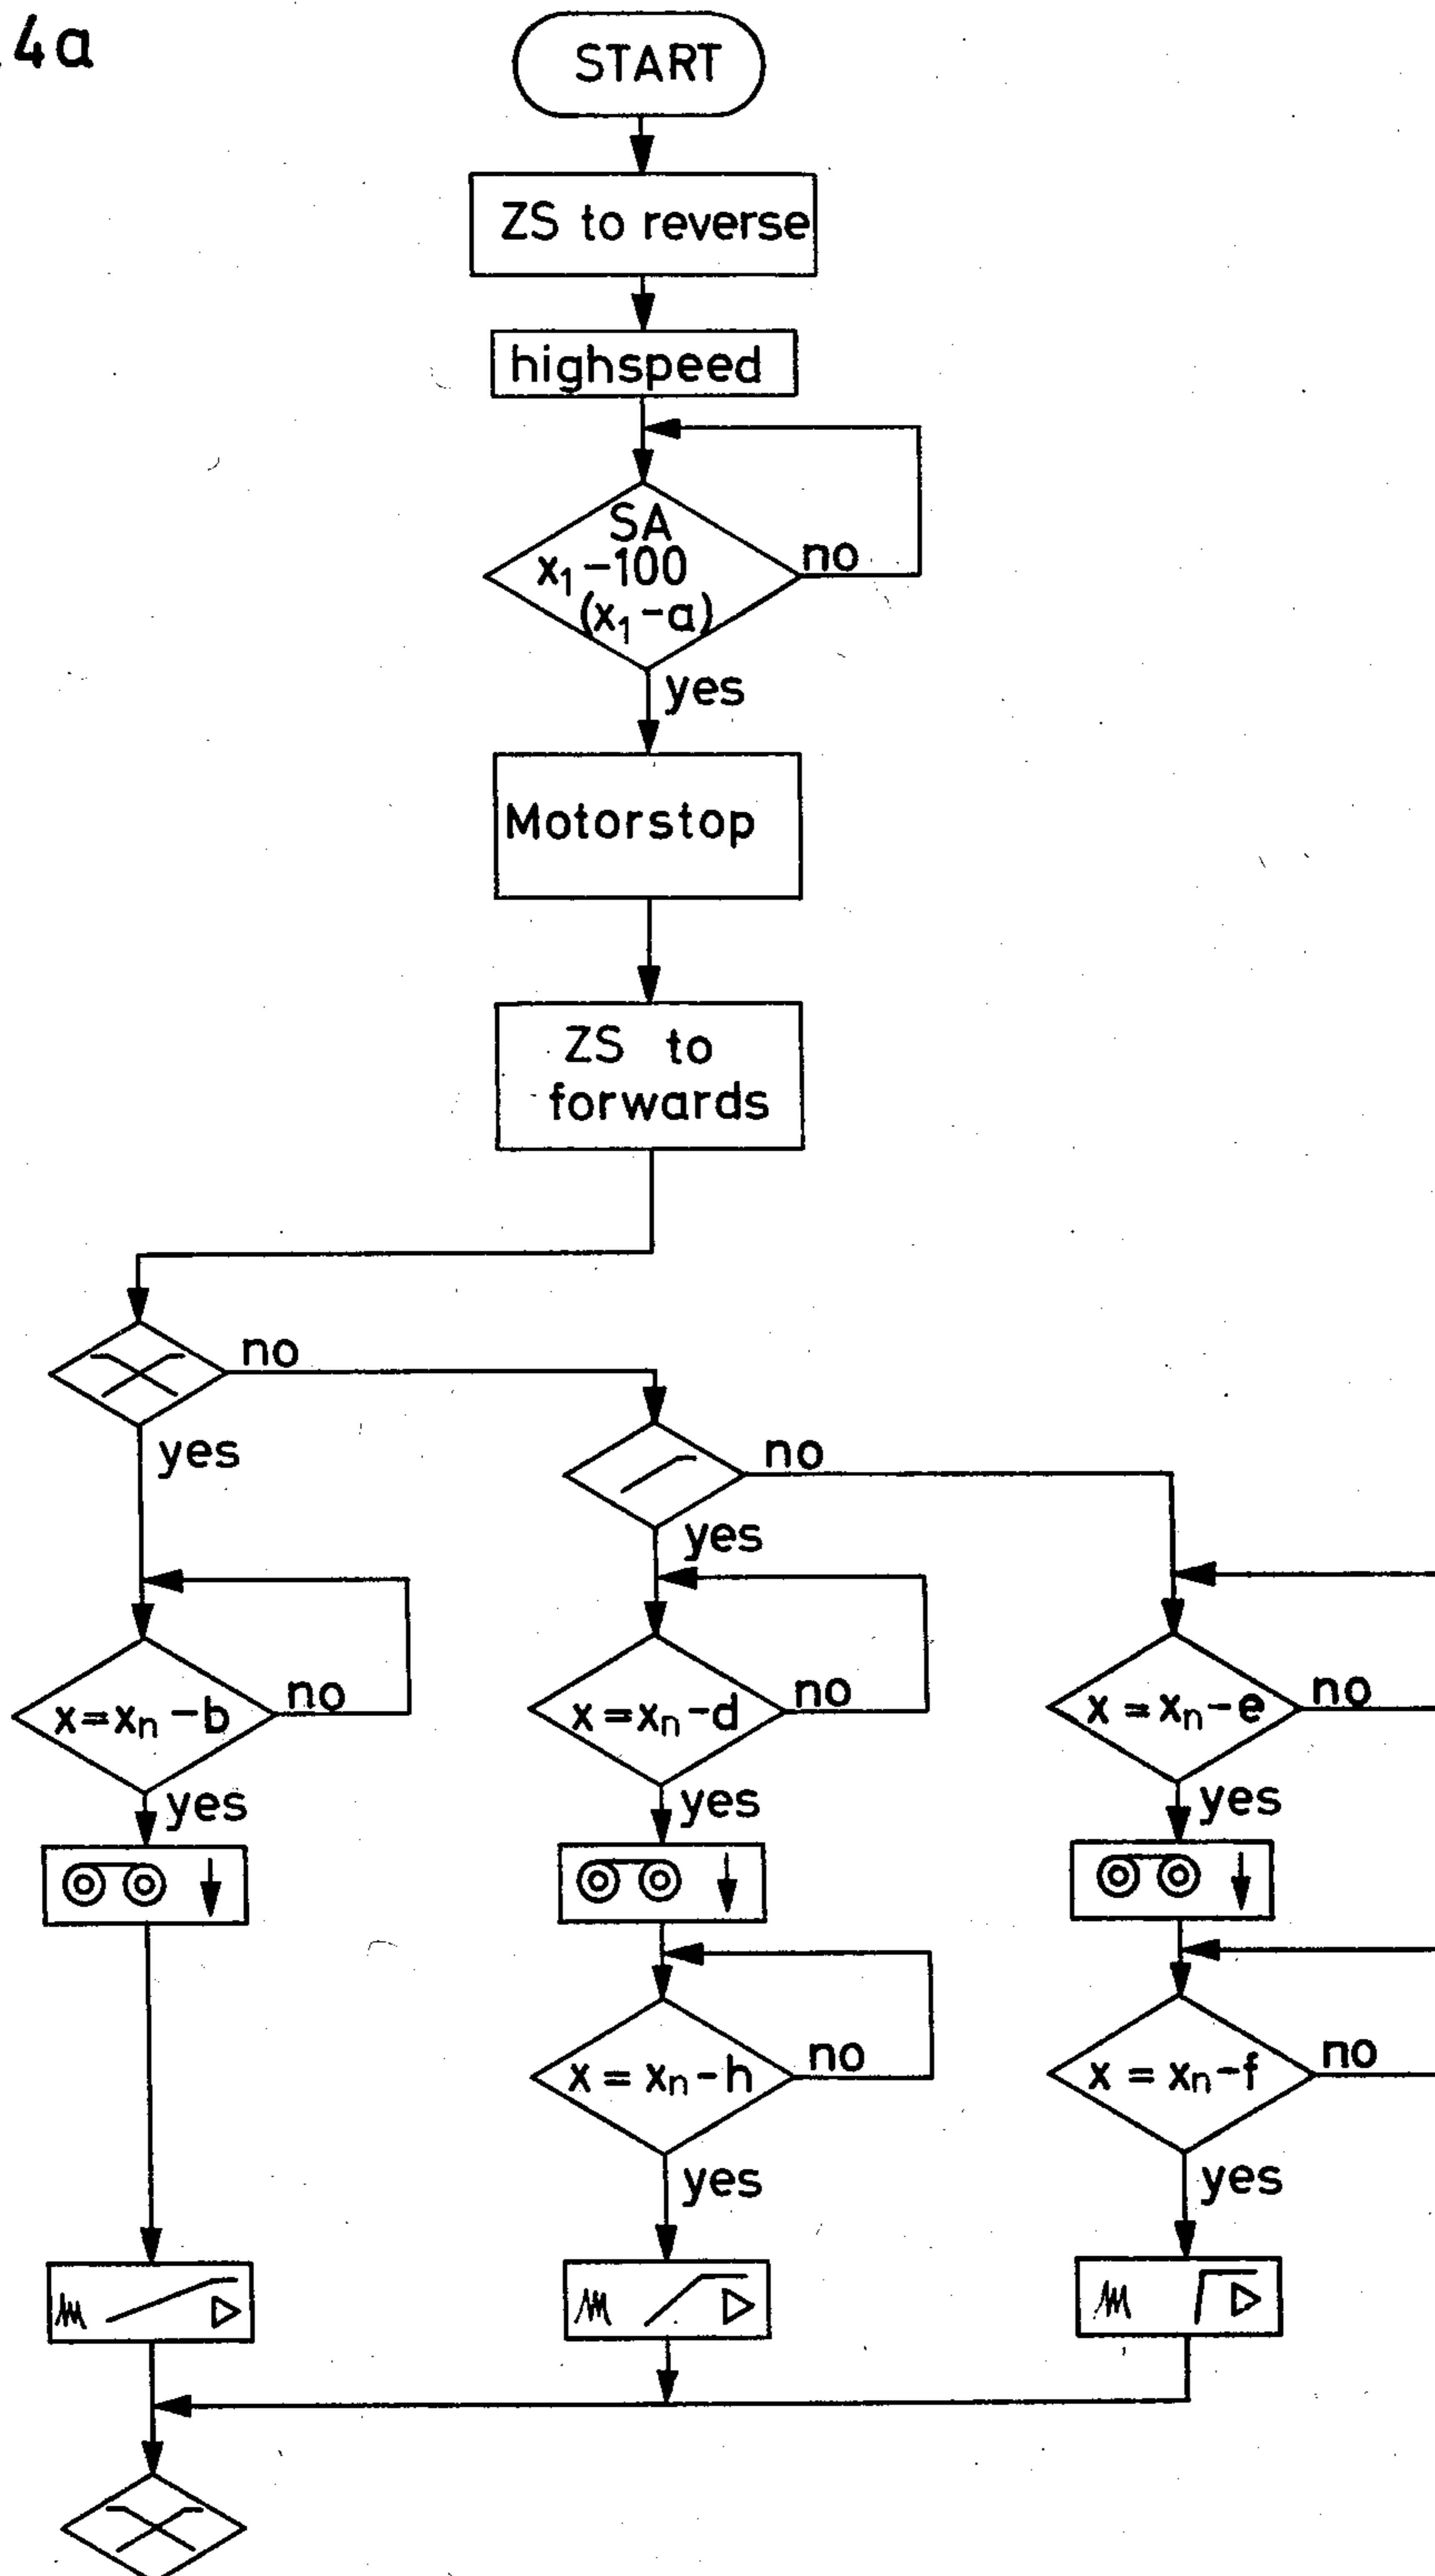 4a
START
ZS to reverse
highspeed
SA
x₁-100
(x₁-a)
no
yes
Motorstop
ZS to
forwards
no
yes
no
yes
x=xₙ-b
no
x=xₙ-d
no
x=xₙ-e
no
yes
yes
yes
x=xₙ-h
no
x=xₙ-f
no
yes
yes